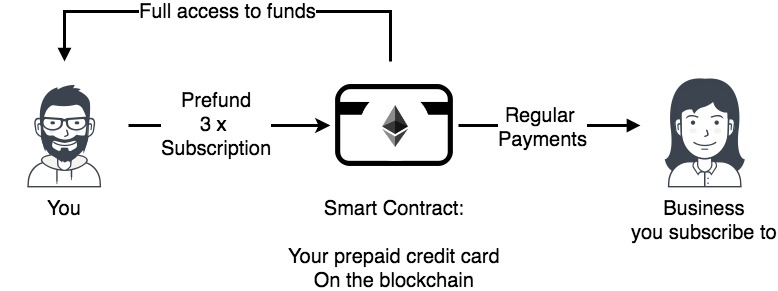 Full access to funds
Prefund
3 x
Subscription
Regular
Payments
You
Smart Contract:
Your prepaid credit card
On the blockchain
Business
you subscribe to